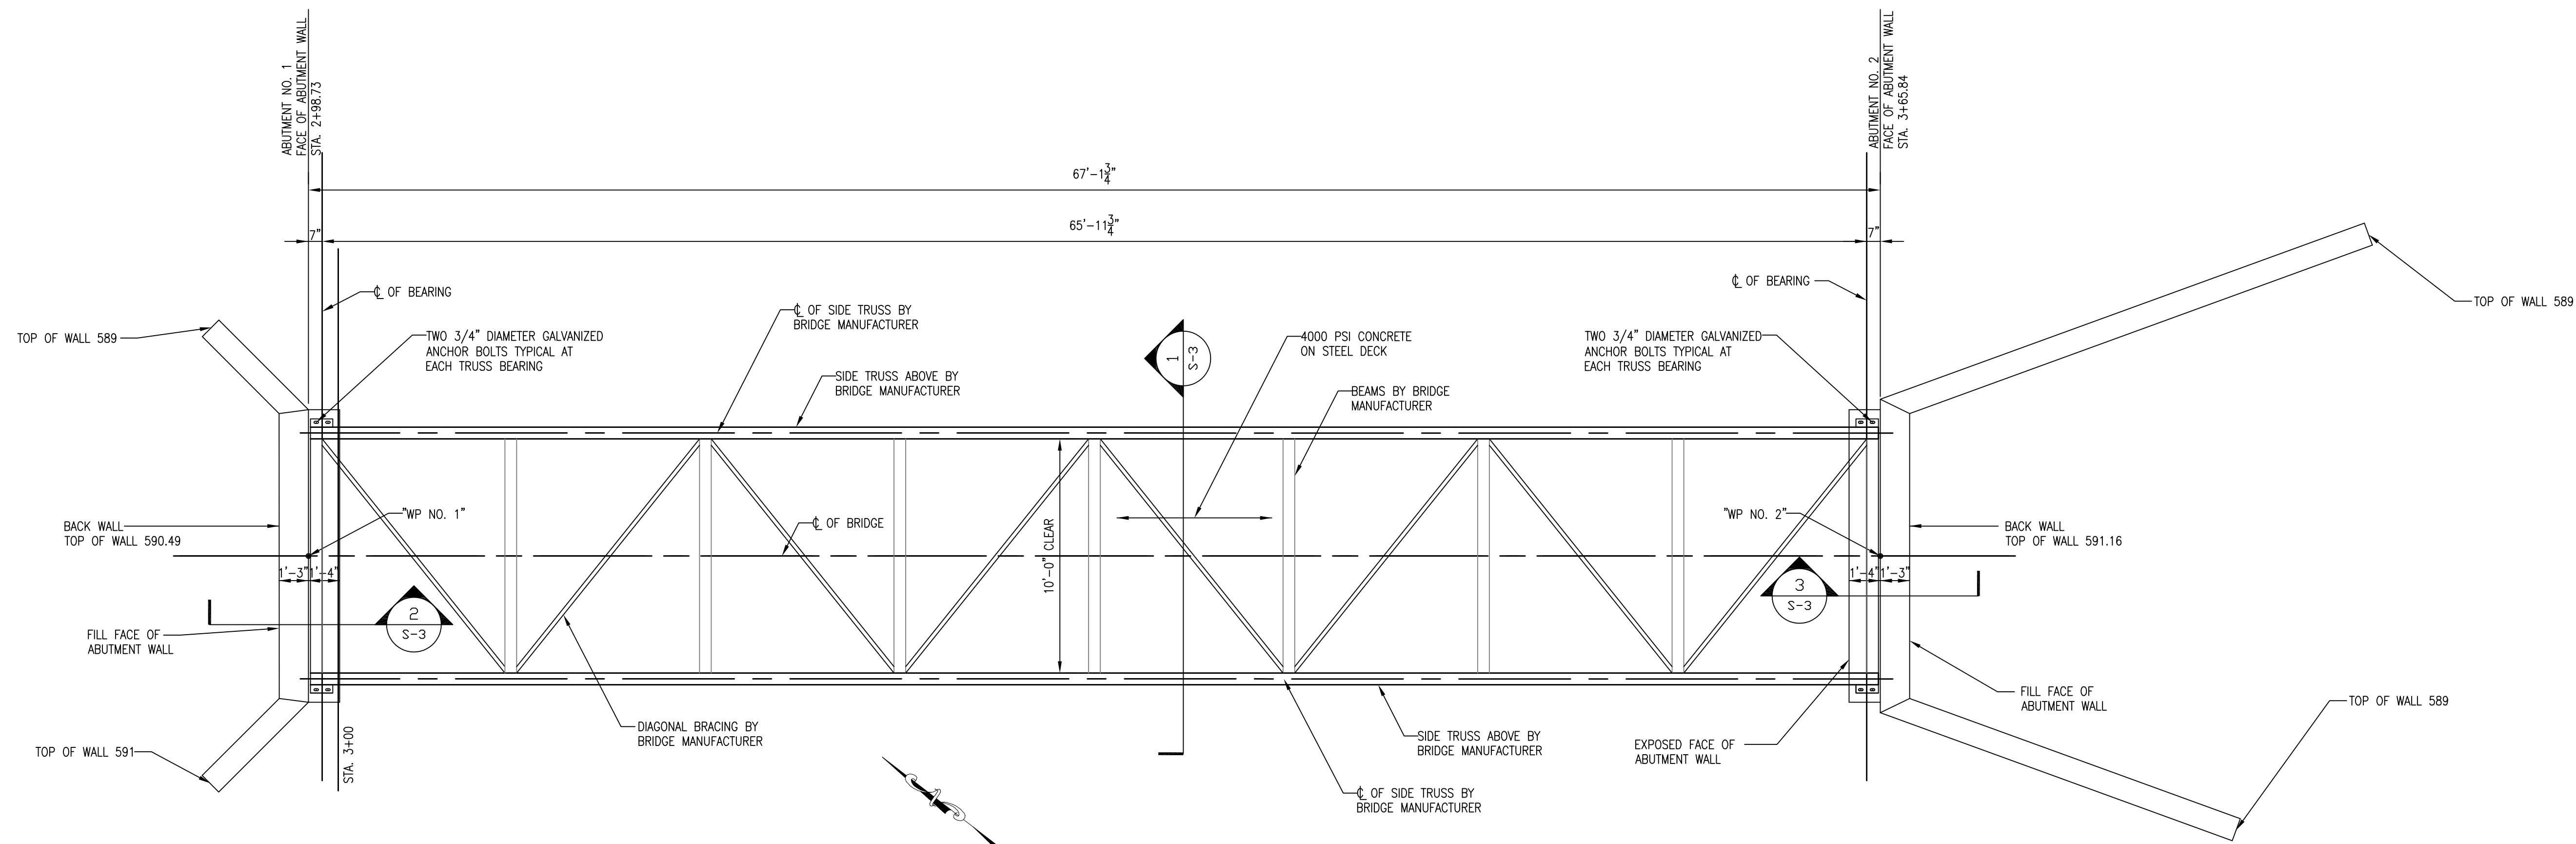 ABUTMENT NO. 1
FACE OF ABUTMENT WALL
STA. 2+98.73
ABUTMENT NO. 2
FACE OF ABUTMENT WALL
STA. 3+65.84
67'-1 3/4"
65'-11 3/4"
7"
7"
℄ OF BEARING
℄ OF BEARING
TOP OF WALL 589
TOP OF WALL 589
TWO 3/4" DIAMETER GALVANIZED
ANCHOR BOLTS TYPICAL AT
EACH TRUSS BEARING
℄ OF SIDE TRUSS BY
BRIDGE MANUFACTURER
SIDE TRUSS ABOVE BY
BRIDGE MANUFACTURER
1
S-3
4000 PSI CONCRETE
ON STEEL DECK
BEAMS BY BRIDGE
MANUFACTURER
TWO 3/4" DIAMETER GALVANIZED
ANCHOR BOLTS TYPICAL AT
EACH TRUSS BEARING
BACK WALL
TOP OF WALL 590.49
"WP NO. 1"
℄ OF BRIDGE
10'-0" CLEAR
"WP NO. 2"
BACK WALL
TOP OF WALL 591.16
1'-3"
1'-4"
1'-4"
1'-3"
2
S-3
3
S-3
FILL FACE OF
ABUTMENT WALL
FILL FACE OF
ABUTMENT WALL
TOP OF WALL 591
STA. 3+00
DIAGONAL BRACING BY
BRIDGE MANUFACTURER
SIDE TRUSS ABOVE BY
BRIDGE MANUFACTURER
EXPOSED FACE OF
ABUTMENT WALL
TOP OF WALL 589
℄ OF SIDE TRUSS BY
BRIDGE MANUFACTURER